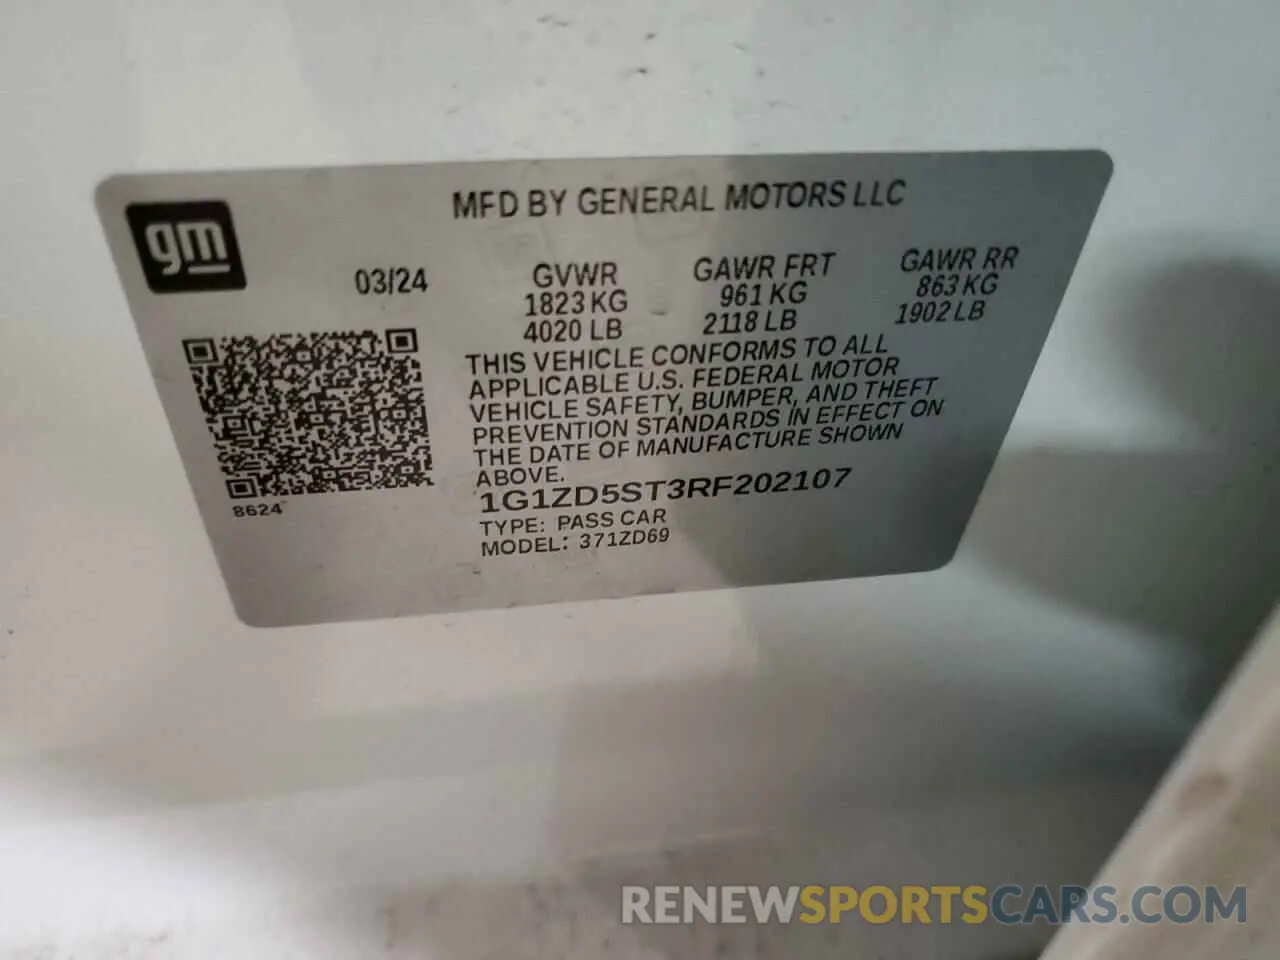 MFD BY GENERAL MOTORS LLC
gm
03/24
GVWR GAWR FRT GAWR RR
1823 KG 961 KG 863 KG
4020 LB 2118 LB 1902 LB
THIS VEHICLE CONFORMS TO ALL
APPLICABLE U.S. FEDERAL MOTOR
VEHICLE SAFETY, BUMPER, AND THEFT
PREVENTION STANDARDS IN EFFECT ON
THE DATE OF MANUFACTURE SHOWN
ABOVE.
1G1ZD5ST3RF202107
TYPE: PASS CAR
MODEL: 371ZD69
8624
RENEWSPORTSCARS.COM